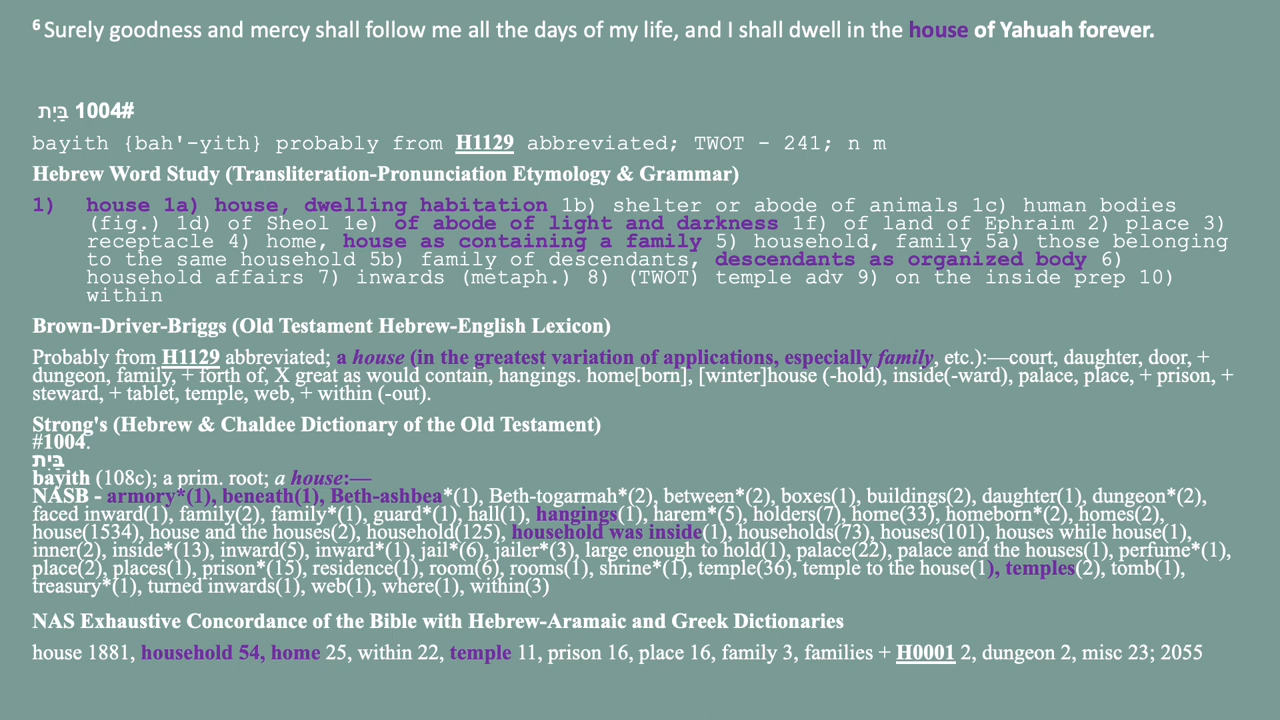 6 Surely goodness and mercy shall follow me all the days of my life, and I shall dwell in the house of Yahuah forever.
בַּיִת 1004#
bayith {bah'-yith} probably from H1129 abbreviated; TWOT - 241; n m
Hebrew Word Study (Transliteration-Pronunciation Etymology & Grammar)
1) house 1a) house, dwelling habitation 1b) shelter or abode of animals 1c) human bodies
(fig.) 1d) of Sheol 1e) of abode of light and darkness 1f) of land of Ephraim 2) place 3)
receptacle 4) home, house as containing a family 5) household, family 5a) those belonging
to the same household 5b) family of descendants, descendants as organized body 6)
household affairs 7) inwards (metaph.) 8) (TWOT) temple adv 9) on the inside prep 10)
within
Brown-Driver-Briggs (Old Testament Hebrew-English Lexicon)
Probably from H1129 abbreviated; a house (in the greatest variation of applications, especially family, etc.):—court, daughter, door, +
dungeon, family, + forth of, X great as would contain, hangings. home[born], [winter]house (-hold), inside(-ward), palace, place, + prison, +
steward, + tablet, temple, web, + within (-out).
Strong's (Hebrew & Chaldee Dictionary of the Old Testament)
#1004.
בַּיִת
bayith (108c); a prim. root; a house:—
NASB - armory*(1), beneath(1), Beth-ashbea*(1), Beth-togarmah*(2), between*(2), boxes(1), buildings(2), daughter(1), dungeon*(2),
faced inward(1), family(2), family*(1), guard*(1), hall(1), hangings(1), harem*(5), holders(7), home(33), homeborn*(2), homes(2),
house(1534), house and the houses(2), household(125), household was inside(1), households(73), houses(101), houses while house(1),
inner(2), inside*(13), inward(5), inward*(1), jail*(6), jailer*(3), large enough to hold(1), palace(22), palace and the houses(1), perfume*(1),
place(2), places(1), prison*(15), residence(1), room(6), rooms(1), shrine*(1), temple(36), temple to the house(1), temples(2), tomb(1),
treasury*(1), turned inwards(1), web(1), where(1), within(3)
NAS Exhaustive Concordance of the Bible with Hebrew-Aramaic and Greek Dictionaries
house 1881, household 54, home 25, within 22, temple 11, prison 16, place 16, family 3, families + H0001 2, dungeon 2, misc 23; 2055